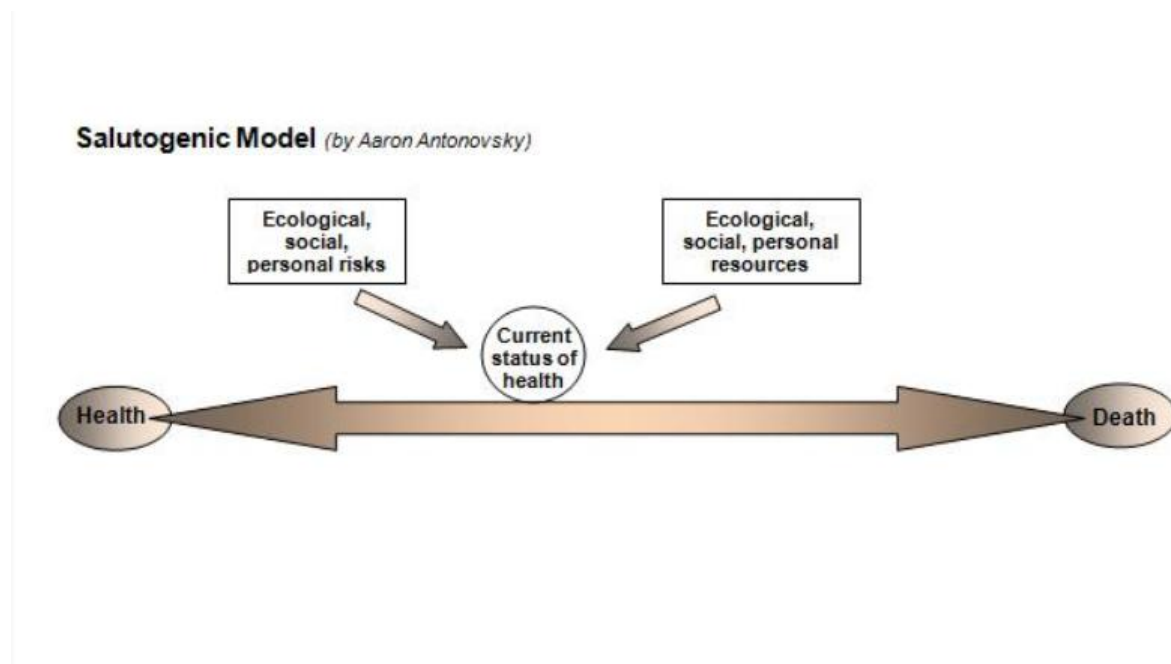 Salutogenic Model (by Aaron Antonovsky)
Ecological,
social,
personal risks
Ecological,
social, personal
resources
Current
status of
health
Health
Death